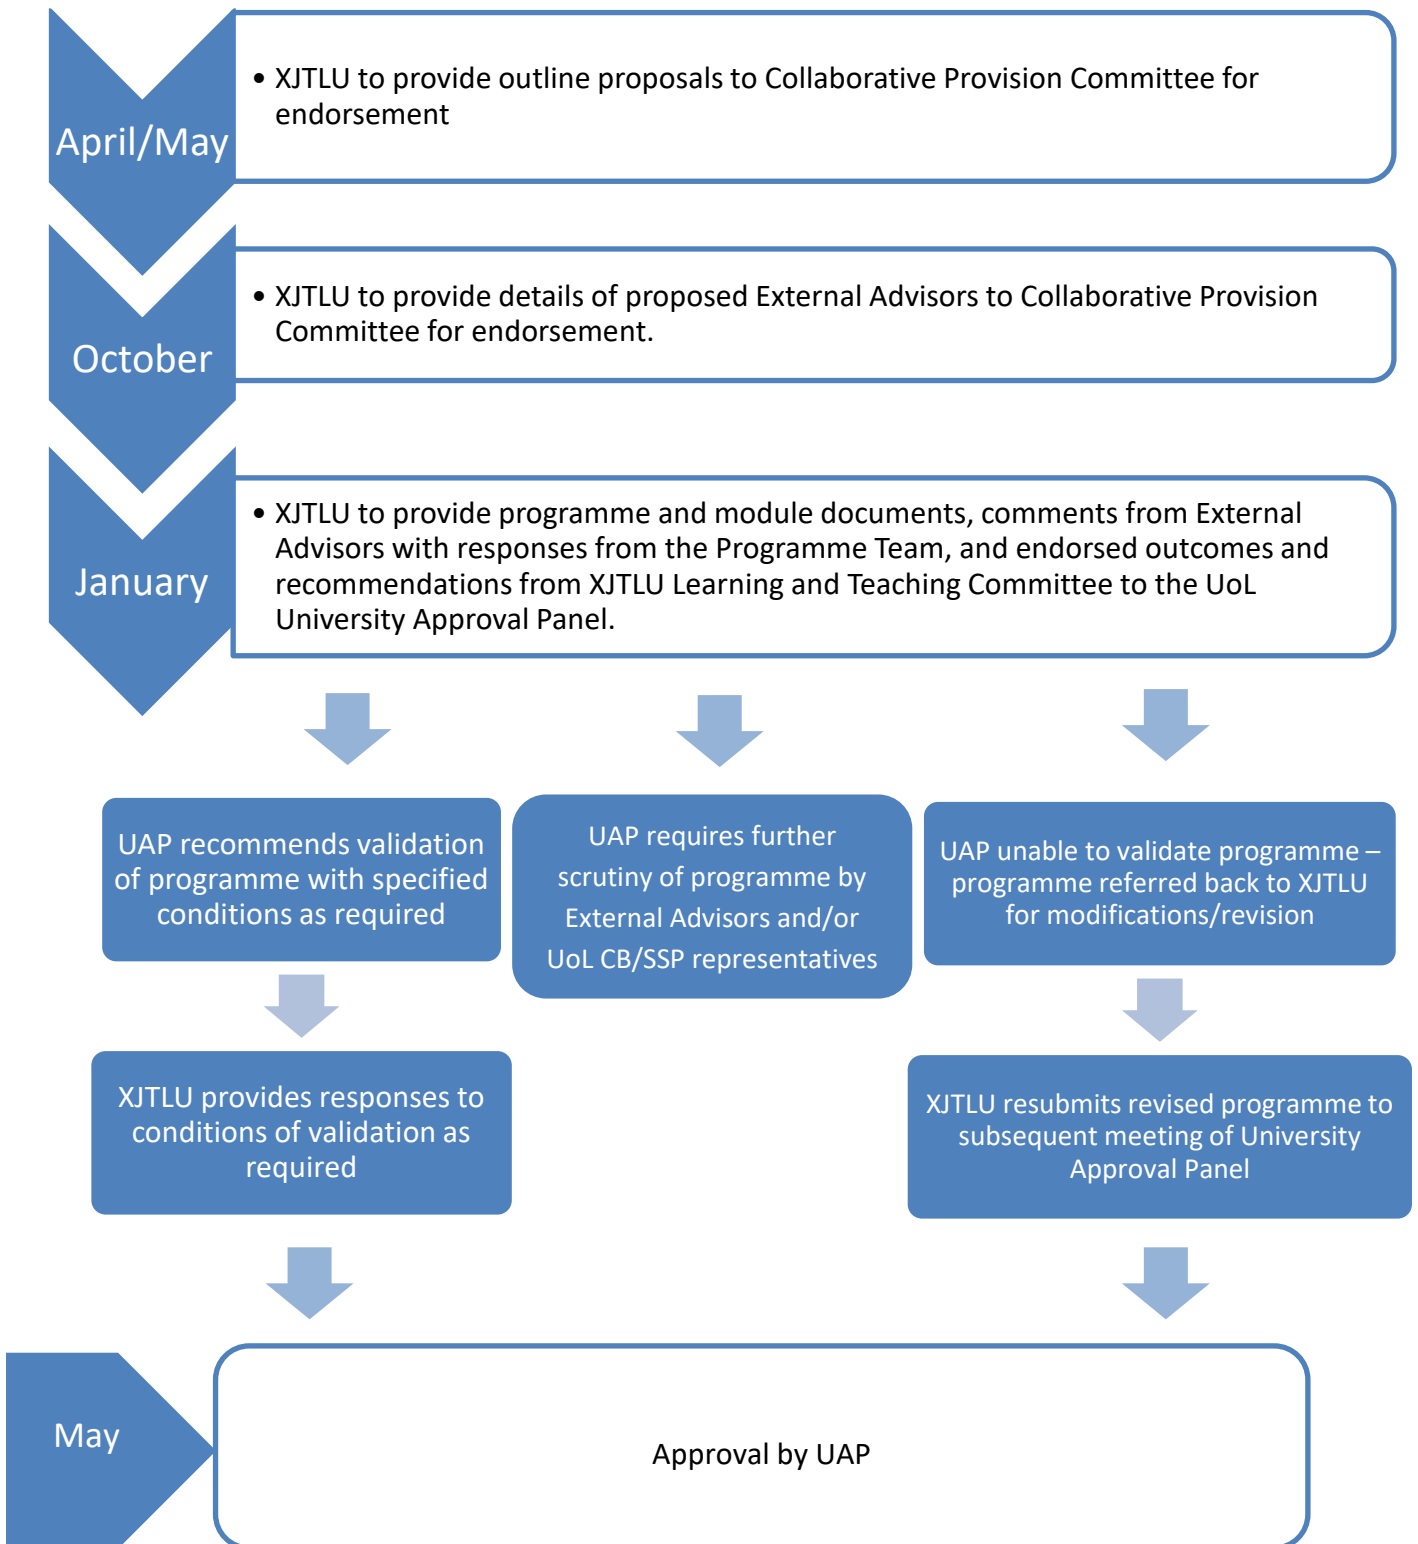 April/May
• XJTLU to provide outline proposals to Collaborative Provision Committee for
endorsement
October
• XJTLU to provide details of proposed External Advisors to Collaborative Provision
Committee for endorsement.
January
• XJTLU to provide programme and module documents, comments from External
Advisors with responses from the Programme Team, and endorsed outcomes and
recommendations from XJTLU Learning and Teaching Committee to the UoL
University Approval Panel.
UAP recommends validation
of programme with specified
conditions as required
UAP requires further
scrutiny of programme by
External Advisors and/or
UoL CB/SSP representatives
UAP unable to validate programme –
programme referred back to XJTLU
for modifications/revision
XJTLU provides responses to
conditions of validation as
required
XJTLU resubmits revised programme to
subsequent meeting of University
Approval Panel
May
Approval by UAP